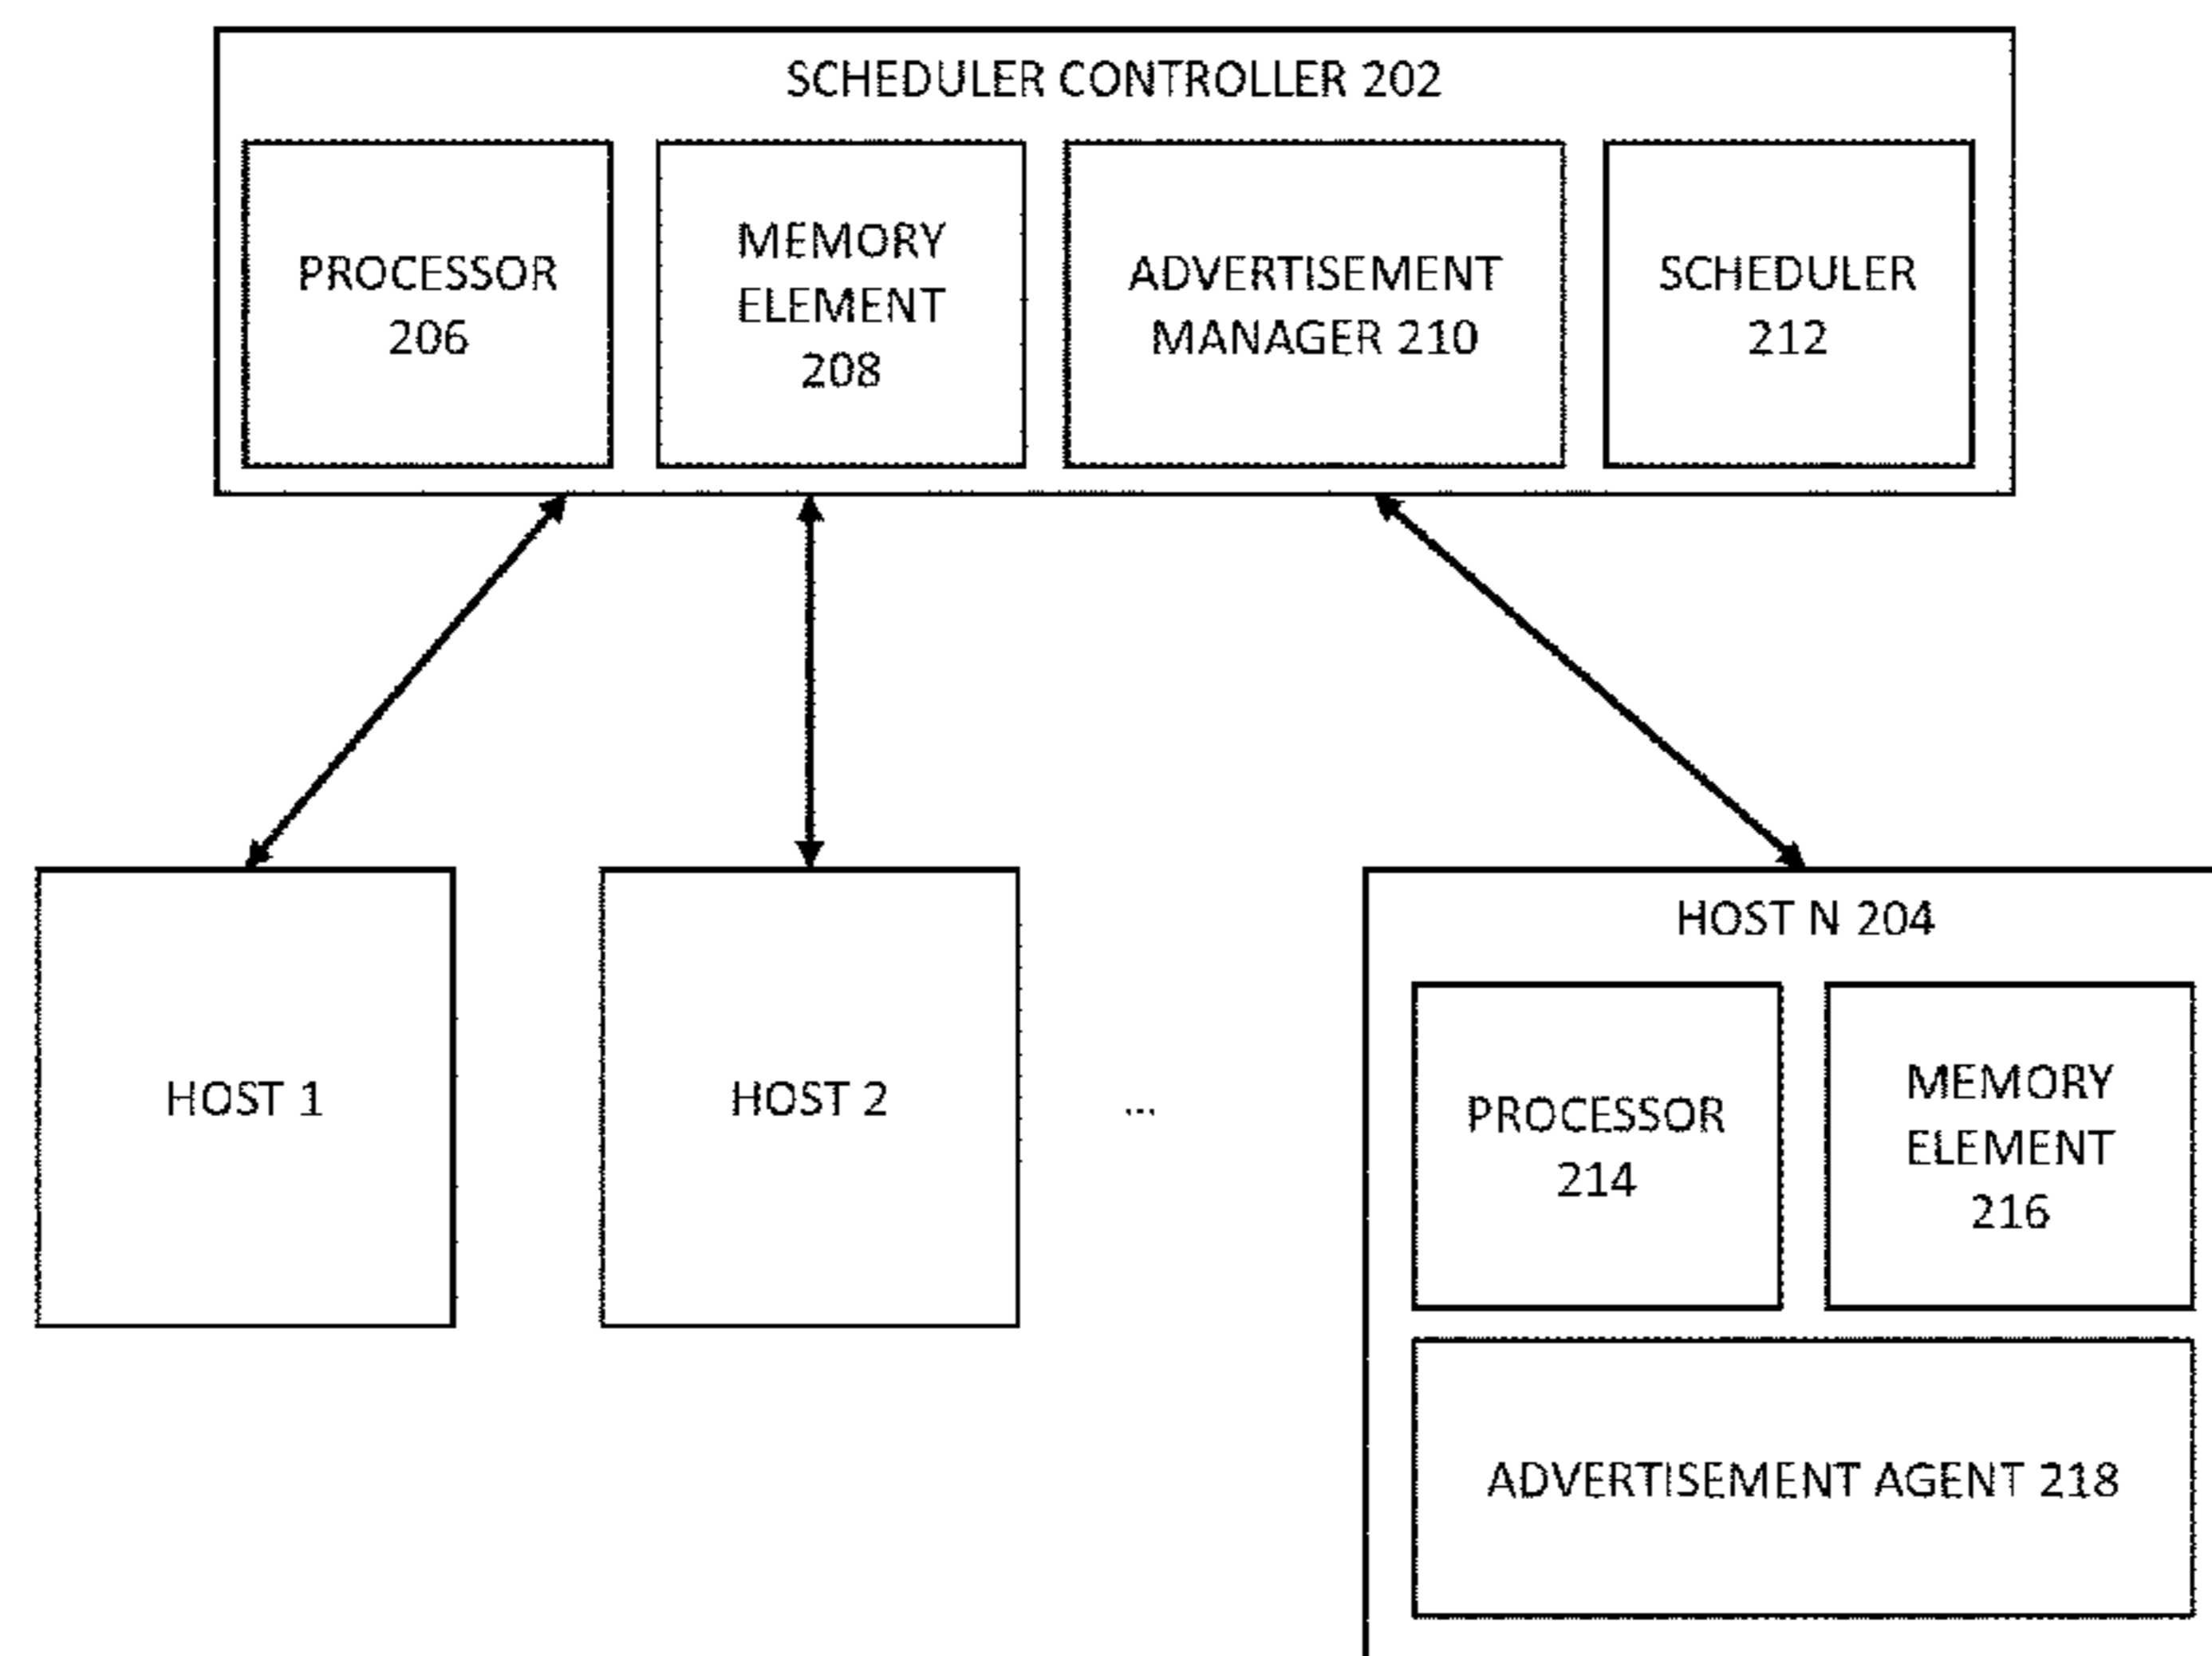 SCHEDULER CONTROLLER 202
PROCESSOR
206
MEMORY
ELEMENT
208
ADVERTISEMENT
MANAGER 210
SCHEDULER
212
HOST 1
HOST 2
...
HOST N 204
PROCESSOR
214
MEMORY
ELEMENT
216
ADVERTISEMENT AGENT 218